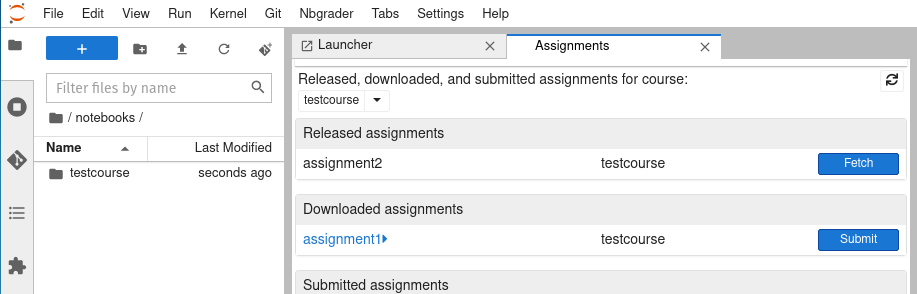 File Edit View Run Kernel Git Nbgrader Tabs Settings Help
Launcher
Assignments
Filter files by name
/ notebooks /
Name Last Modified
testcourse seconds ago
Released, downloaded, and submitted assignments for course:
testcourse
Released assignments
assignment2 testcourse Fetch
Downloaded assignments
assignment1 testcourse Submit
Submitted assignments